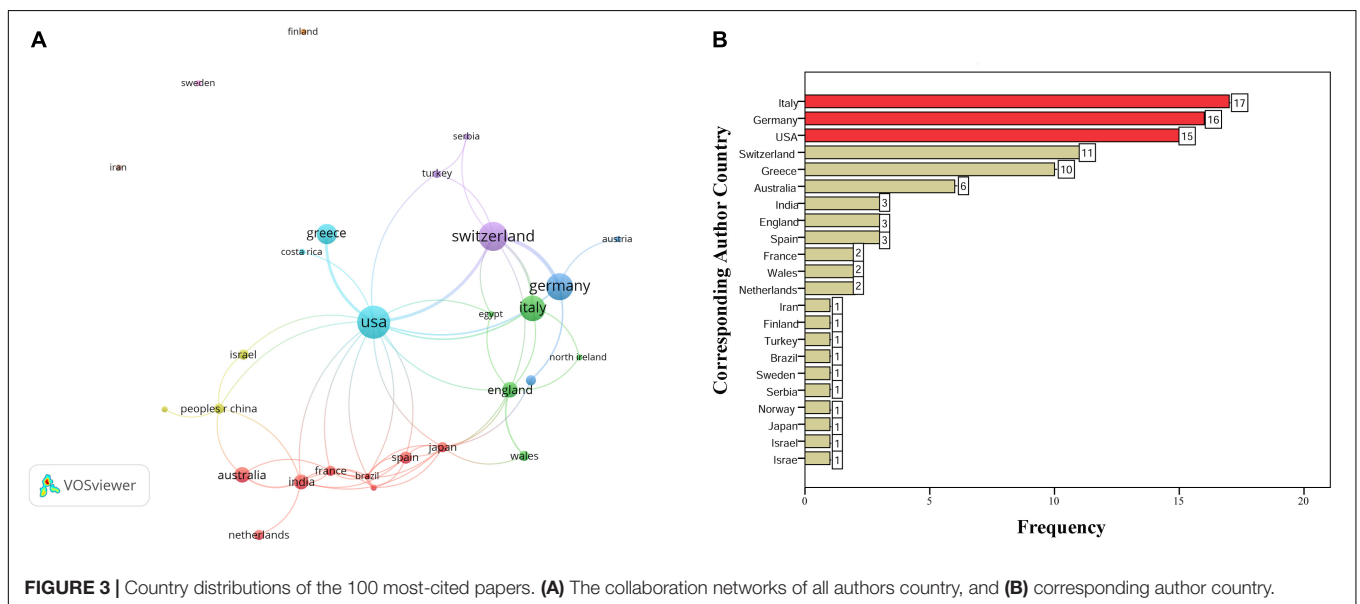 A
finland
sweden
serbia
iran
turkey
greece
switzerland
austria
costa rica
germany
italy
egypt
usa
israel
north ireland
england
peoples r china
japan
spain
wales
france
brazil
australia
india
netherlands
VOSviewer
B
Corresponding Author Country
Italy 17
Germany 16
USA 15
Switzerland 11
Greece 10
Australia 6
India 3
England 3
Spain 3
France 2
Wales 2
Netherlands 2
Iran 1
Finland 1
Turkey 1
Brazil 1
Sweden 1
Serbia 1
Norway 1
Japan 1
Israel 1
Israe 1
0 5 10 15 20
Frequency
FIGURE 3 | Country distributions of the 100 most-cited papers. (A) The collaboration networks of all authors country, and (B) corresponding author country.